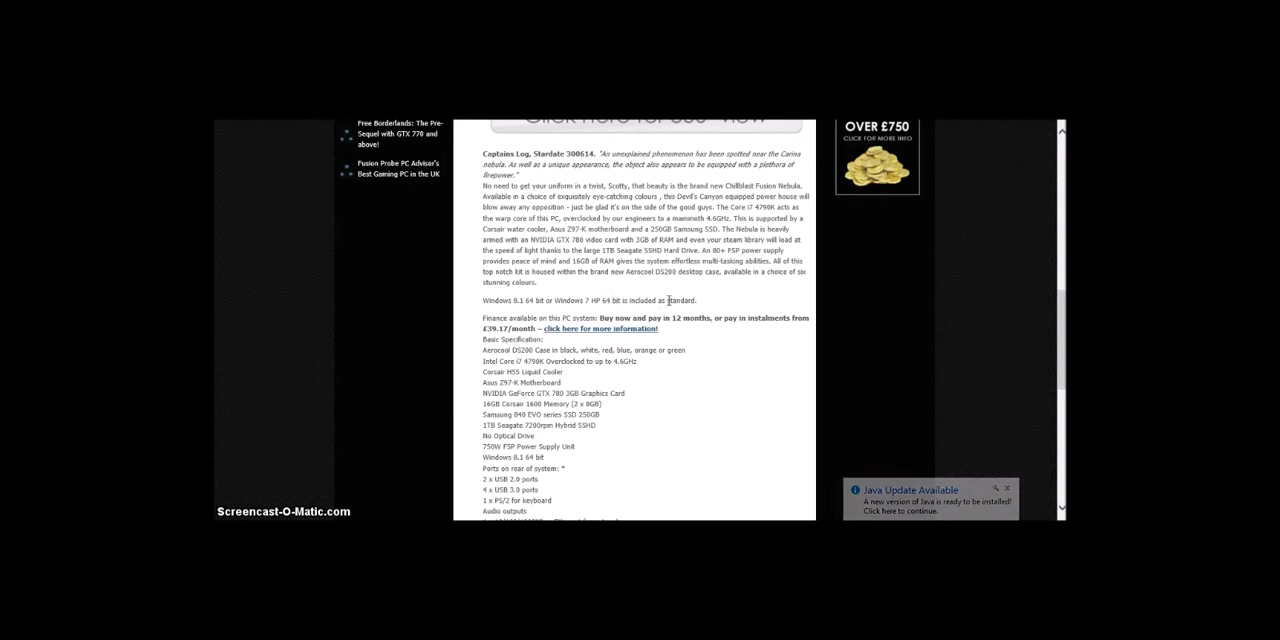 Free Borderlands: The Pre-
Sequel with GTX 770 and
above!
Fusion Probe PC Adviser's
Best Gaming PC in the UK
Click here for 360° view
OVER £750
CLICK FOR MORE INFO
Captains Log, Stardate 300614. "An unexplained phenomenon has been spotted near the Carina
nebula. As well as a unique appearance, the object also appears to be equipped with a plethora of
firepower."
No need to get your uniform in a twist, Scotty, that beauty is the brand new Chillblast Fusion Nebula.
Available in a choice of exquisitely eye-catching colours , this Devil's Canyon equipped power house will
blow away any opposition - just be glad it's on the side of the good guys. The Core i7 4790K acts as
the warp core of this PC, overclocked by our engineers to a mammoth 4.6GHz. This is supported by a
Corsair water cooler, Asus Z97-K motherboard and a 250GB Samsung SSD. The Nebula is heavily
armed with an NVIDIA GTX 780 video card with 3GB of RAM and even your steam library will load at
the speed of light thanks to the large 1TB Seagate SSHD Hard Drive. An 80+ FSP power supply
provides peace of mind and 16GB of RAM gives the system effortless multi-tasking abilities. All of this
top notch kit is housed within the brand new Aerocool DS200 desktop case, available in a choice of six
stunning colours.
Windows 8.1 64 bit or Windows 7 HP 64 bit is included as standard.
Finance available on this PC system: Buy now and pay in 12 months, or pay in instalments from
£39.17/month – click here for more information!
Basic Specification:
Aerocool DS200 Case in black, white, red, blue, orange or green
Intel Core i7 4790K Overclocked to up to 4.6GHz
Corsair H55 Liquid Cooler
Asus Z97-K Motherboard
NVIDIA GeForce GTX 780 3GB Graphics Card
16GB Corsair 1600 Memory (2 x 8GB)
Samsung 840 EVO series SSD 250GB
1TB Seagate 7200rpm Hybrid SSHD
No Optical Drive
750W FSP Power Supply Unit
Windows 8.1 64 bit
Ports on rear of system: *
2 x USB 2.0 ports
4 x USB 3.0 ports
1 x PS/2 for keyboard
Audio outputs
Java Update Available
A new version of Java is ready to be installed!
Click here to continue.
Screencast-O-Matic.com